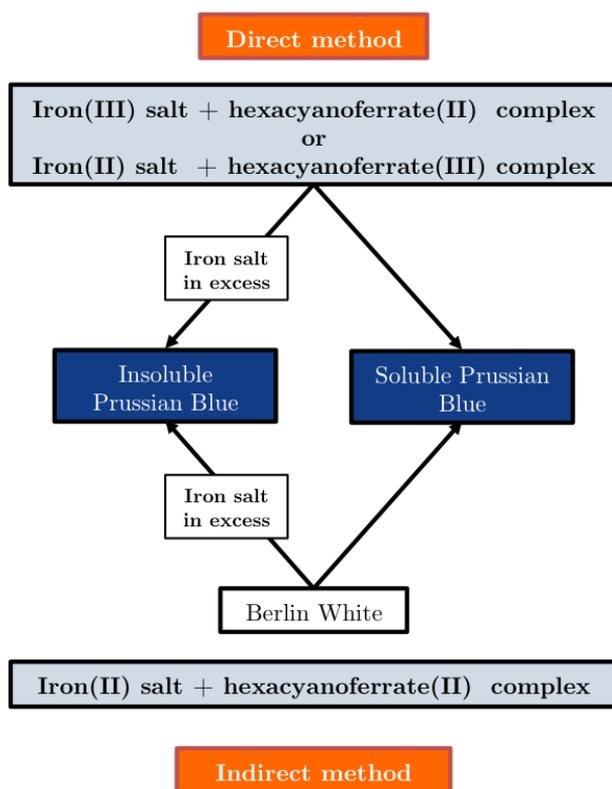 Direct method
Iron(III) salt + hexacyanoferrate(II) complex
or
Iron(II) salt + hexacyanoferrate(III) complex
Iron salt
in excess
Insoluble
Prussian Blue
Soluble Prussian
Blue
Iron salt
in excess
Berlin White
Iron(II) salt + hexacyanoferrate(II) complex
Indirect method